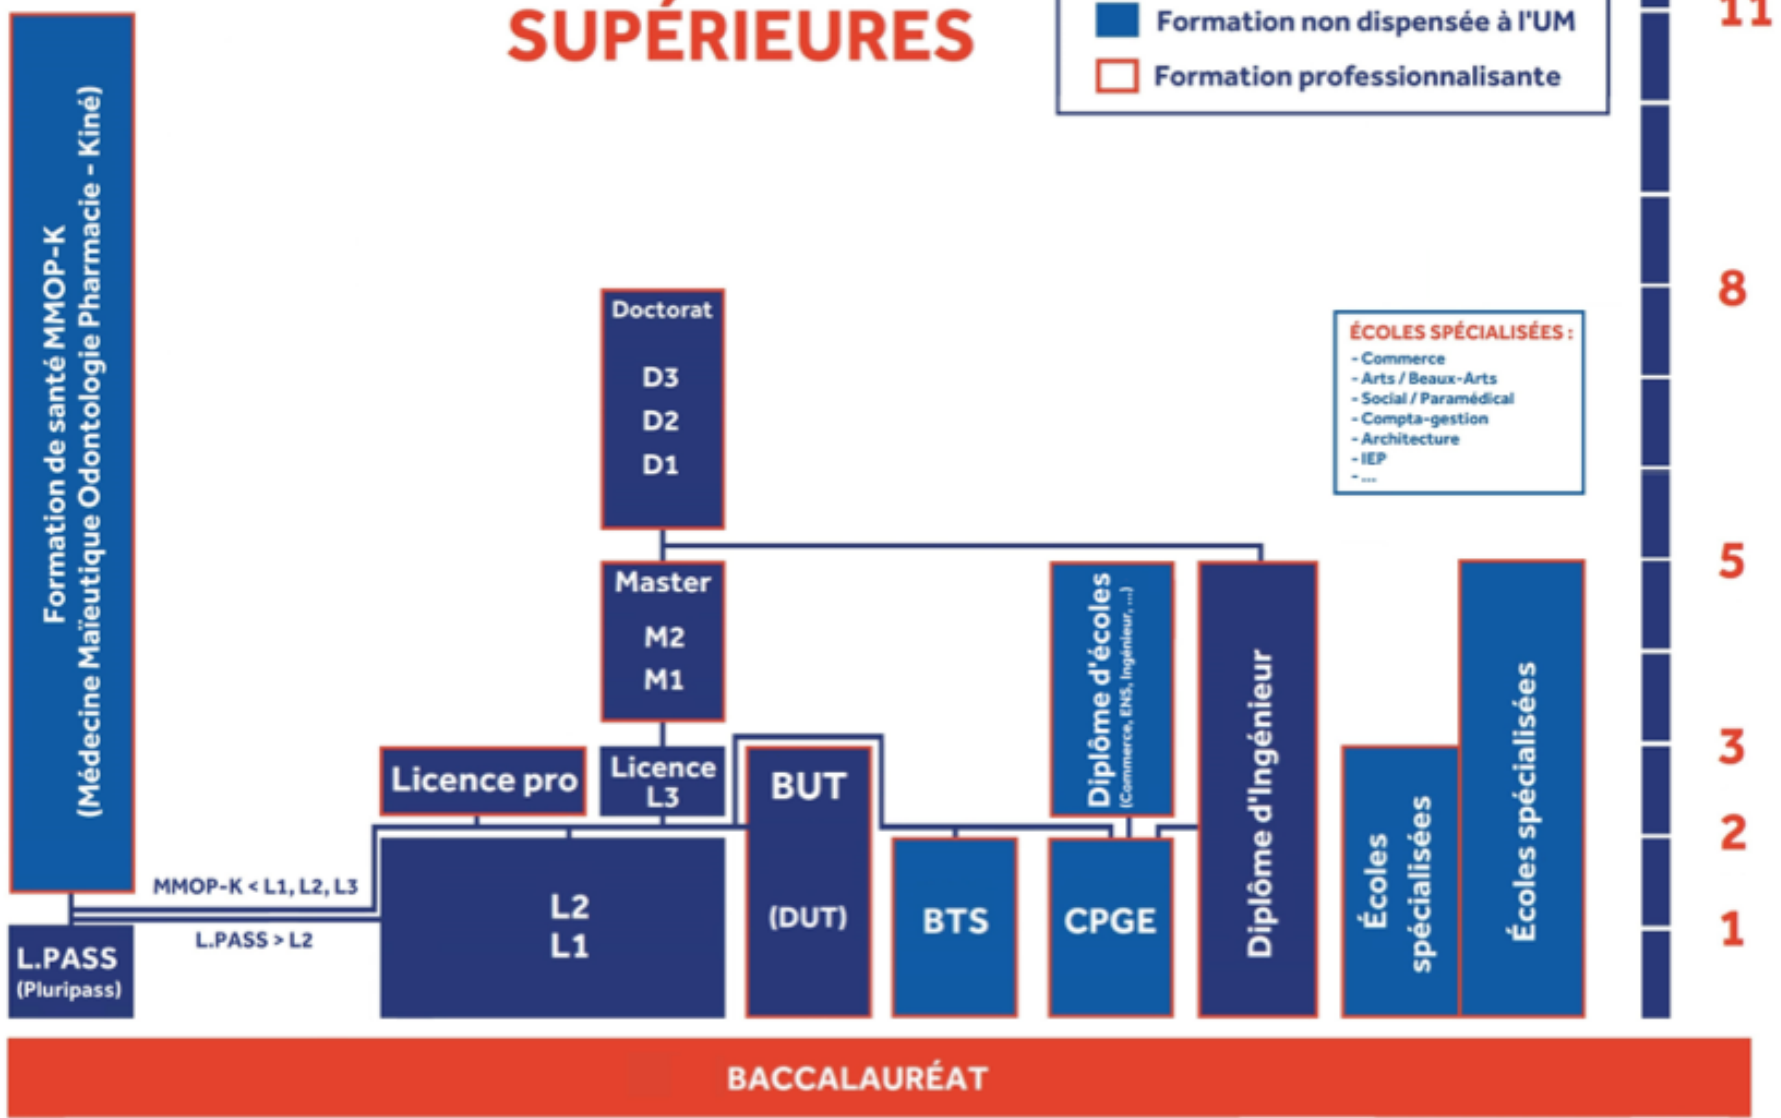 SUPÉRIEURES
Formation non dispensée à l'UM
Formation professionnalisante
11
8
5
3
2
1
Formation de santé MMOP-K
(Médecine Maïeutique Odontologie Pharmacie - Kiné)
Doctorat
D3
D2
D1
ÉCOLES SPÉCIALISÉES :
- Commerce
- Arts / Beaux-Arts
- Social / Paramédical
- Compta-gestion
- Architecture
- IEP
- ...
Master
M2
M1
Diplôme d'écoles
(Commerce, ENS, Ingénieur, ...)
Diplôme d'Ingénieur
Écoles
spécialisées
Écoles spécialisées
Licence pro
Licence
L3
BUT
(DUT)
MMOP-K < L1, L2, L3
L.PASS > L2
L2
L1
BTS
CPGE
L.PASS
(Pluripass)
BACCALAURÉAT